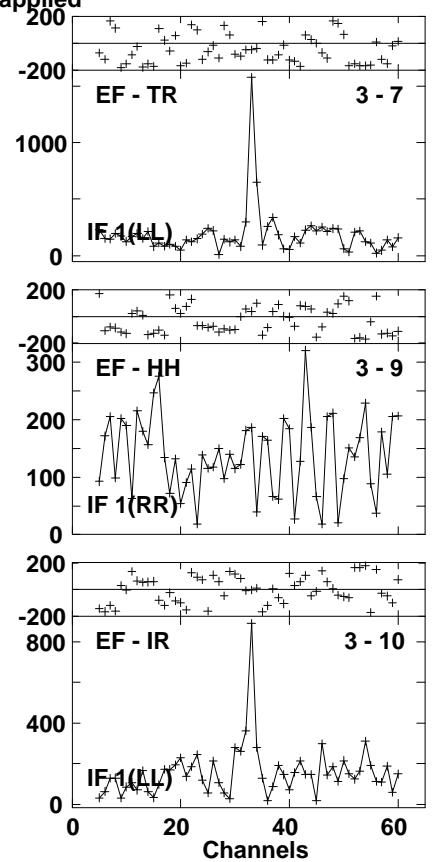 applied
200
-200
EF - TR 3 - 7
1000
IF 1(LL)
0
200
-200
300
EF - HH 3 - 9
200
100
IF 1(RR)
0
200
-200
800
EF - IR 3 - 10
400
IF 1(LL)
0
0 20 40 60
Channels